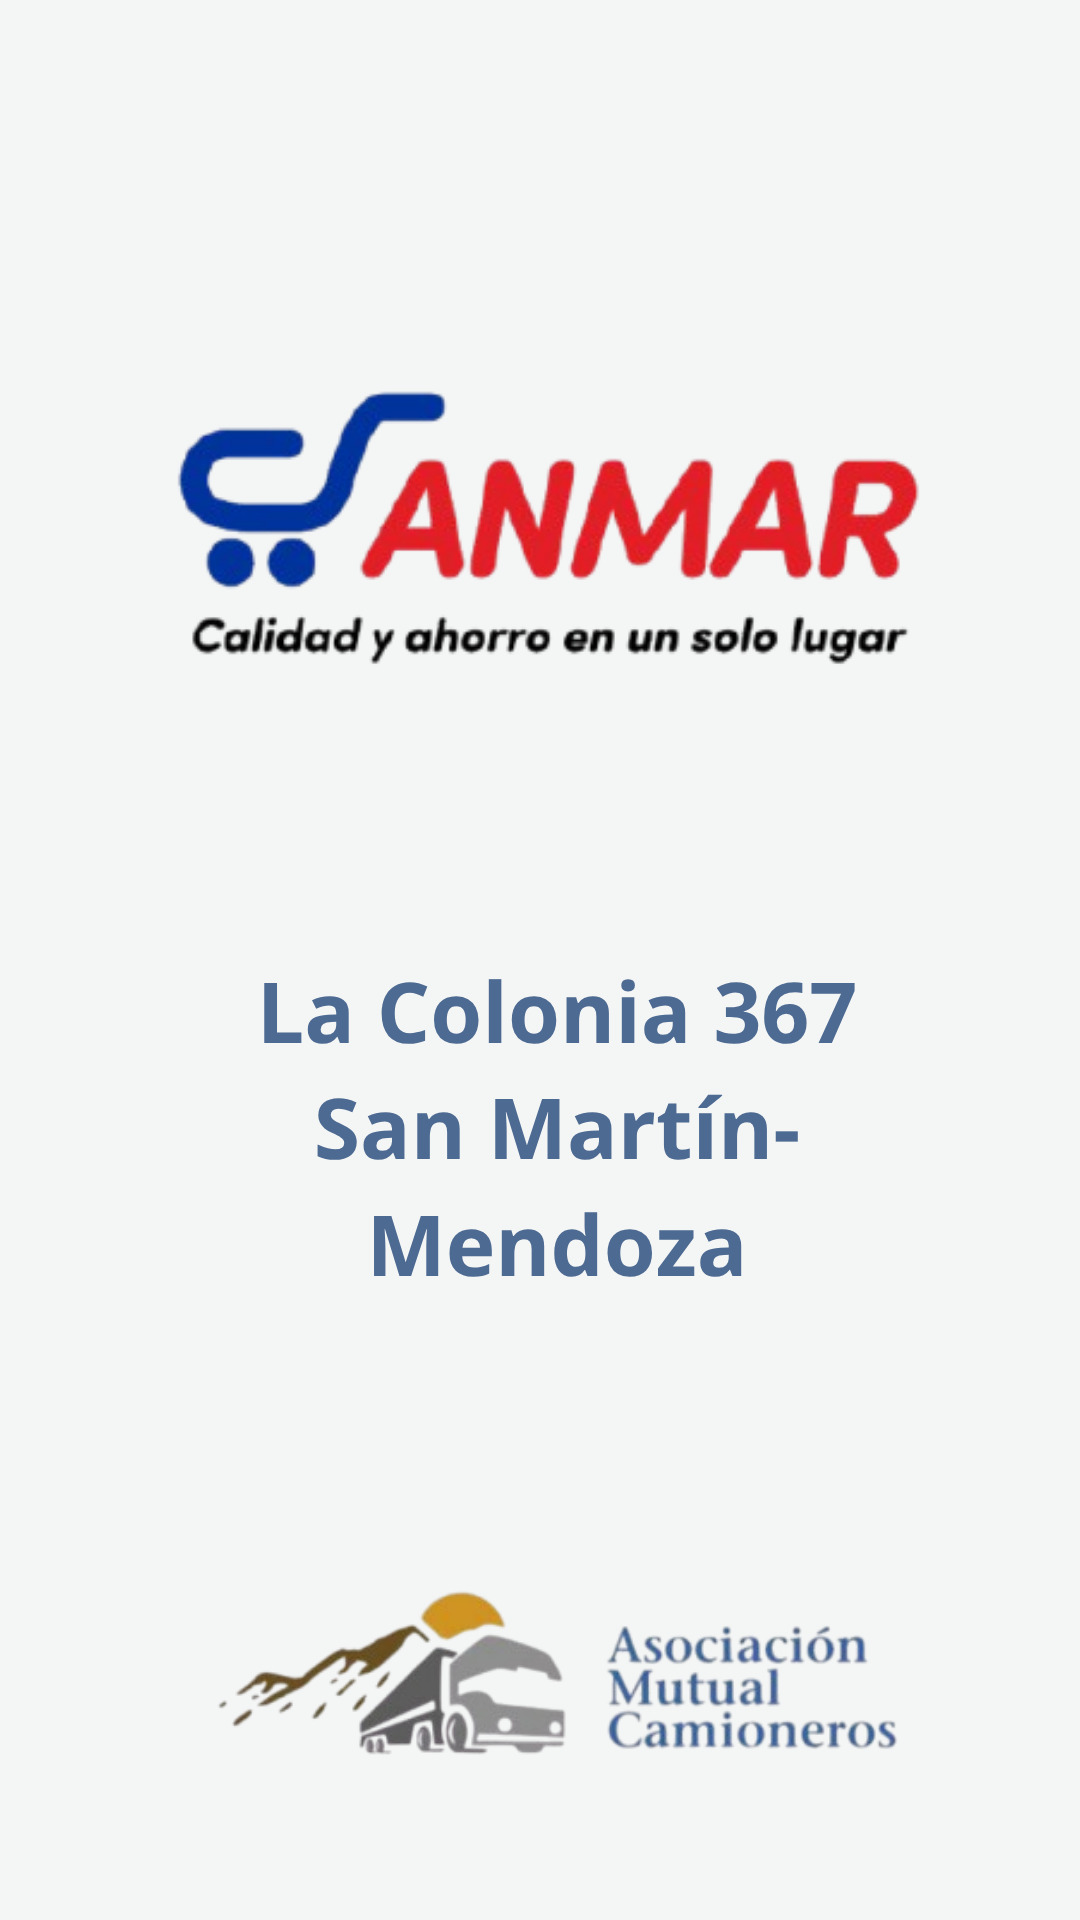 SANMAR
Calidad y ahorro en un solo lugar
La Colonia 367
San Martín-
Mendoza
Asociación
Mutual
Camioneros